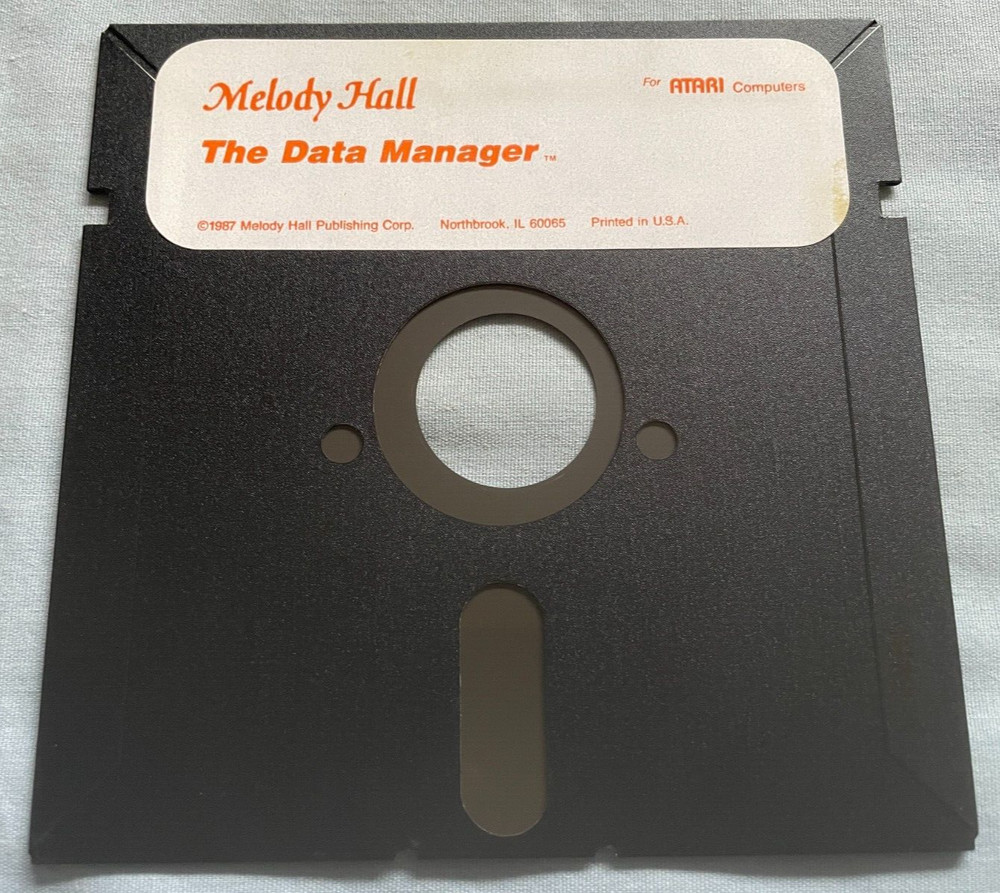 Melody Hall
For ATARI Computers
The Data Manager™
©1987 Melody Hall Publishing Corp. Northbrook, IL 60065 Printed in U.S.A.